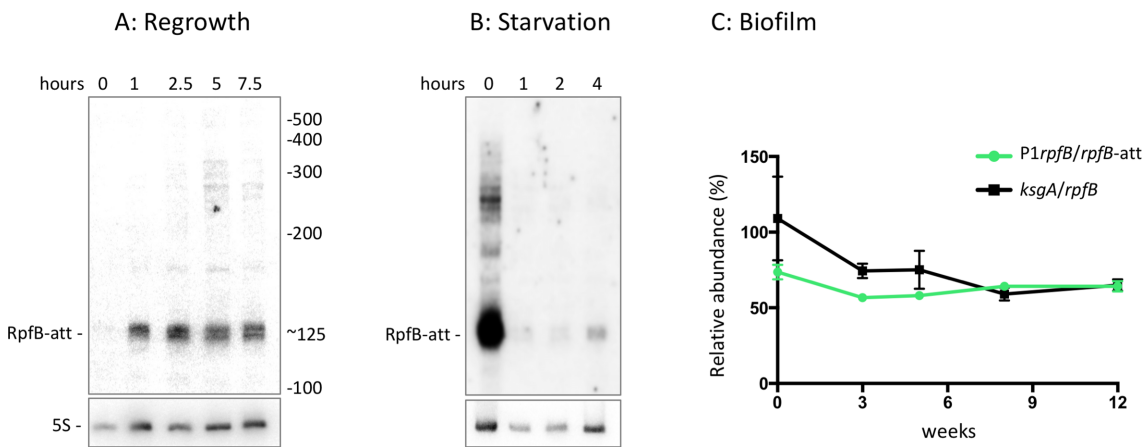 A: Regrowth
hours 0 1 2.5 5 7.5
-500
-400
-300
-200
RpfB-att - ~125
-100
5S -
B: Starvation
hours 0 1 2 4
RpfB-att -
C: Biofilm
P1rpfB/rpfB-att
ksgA/rpfB
Relative abundance (%)
150
100
50
0
0 3 6 9 12
weeks